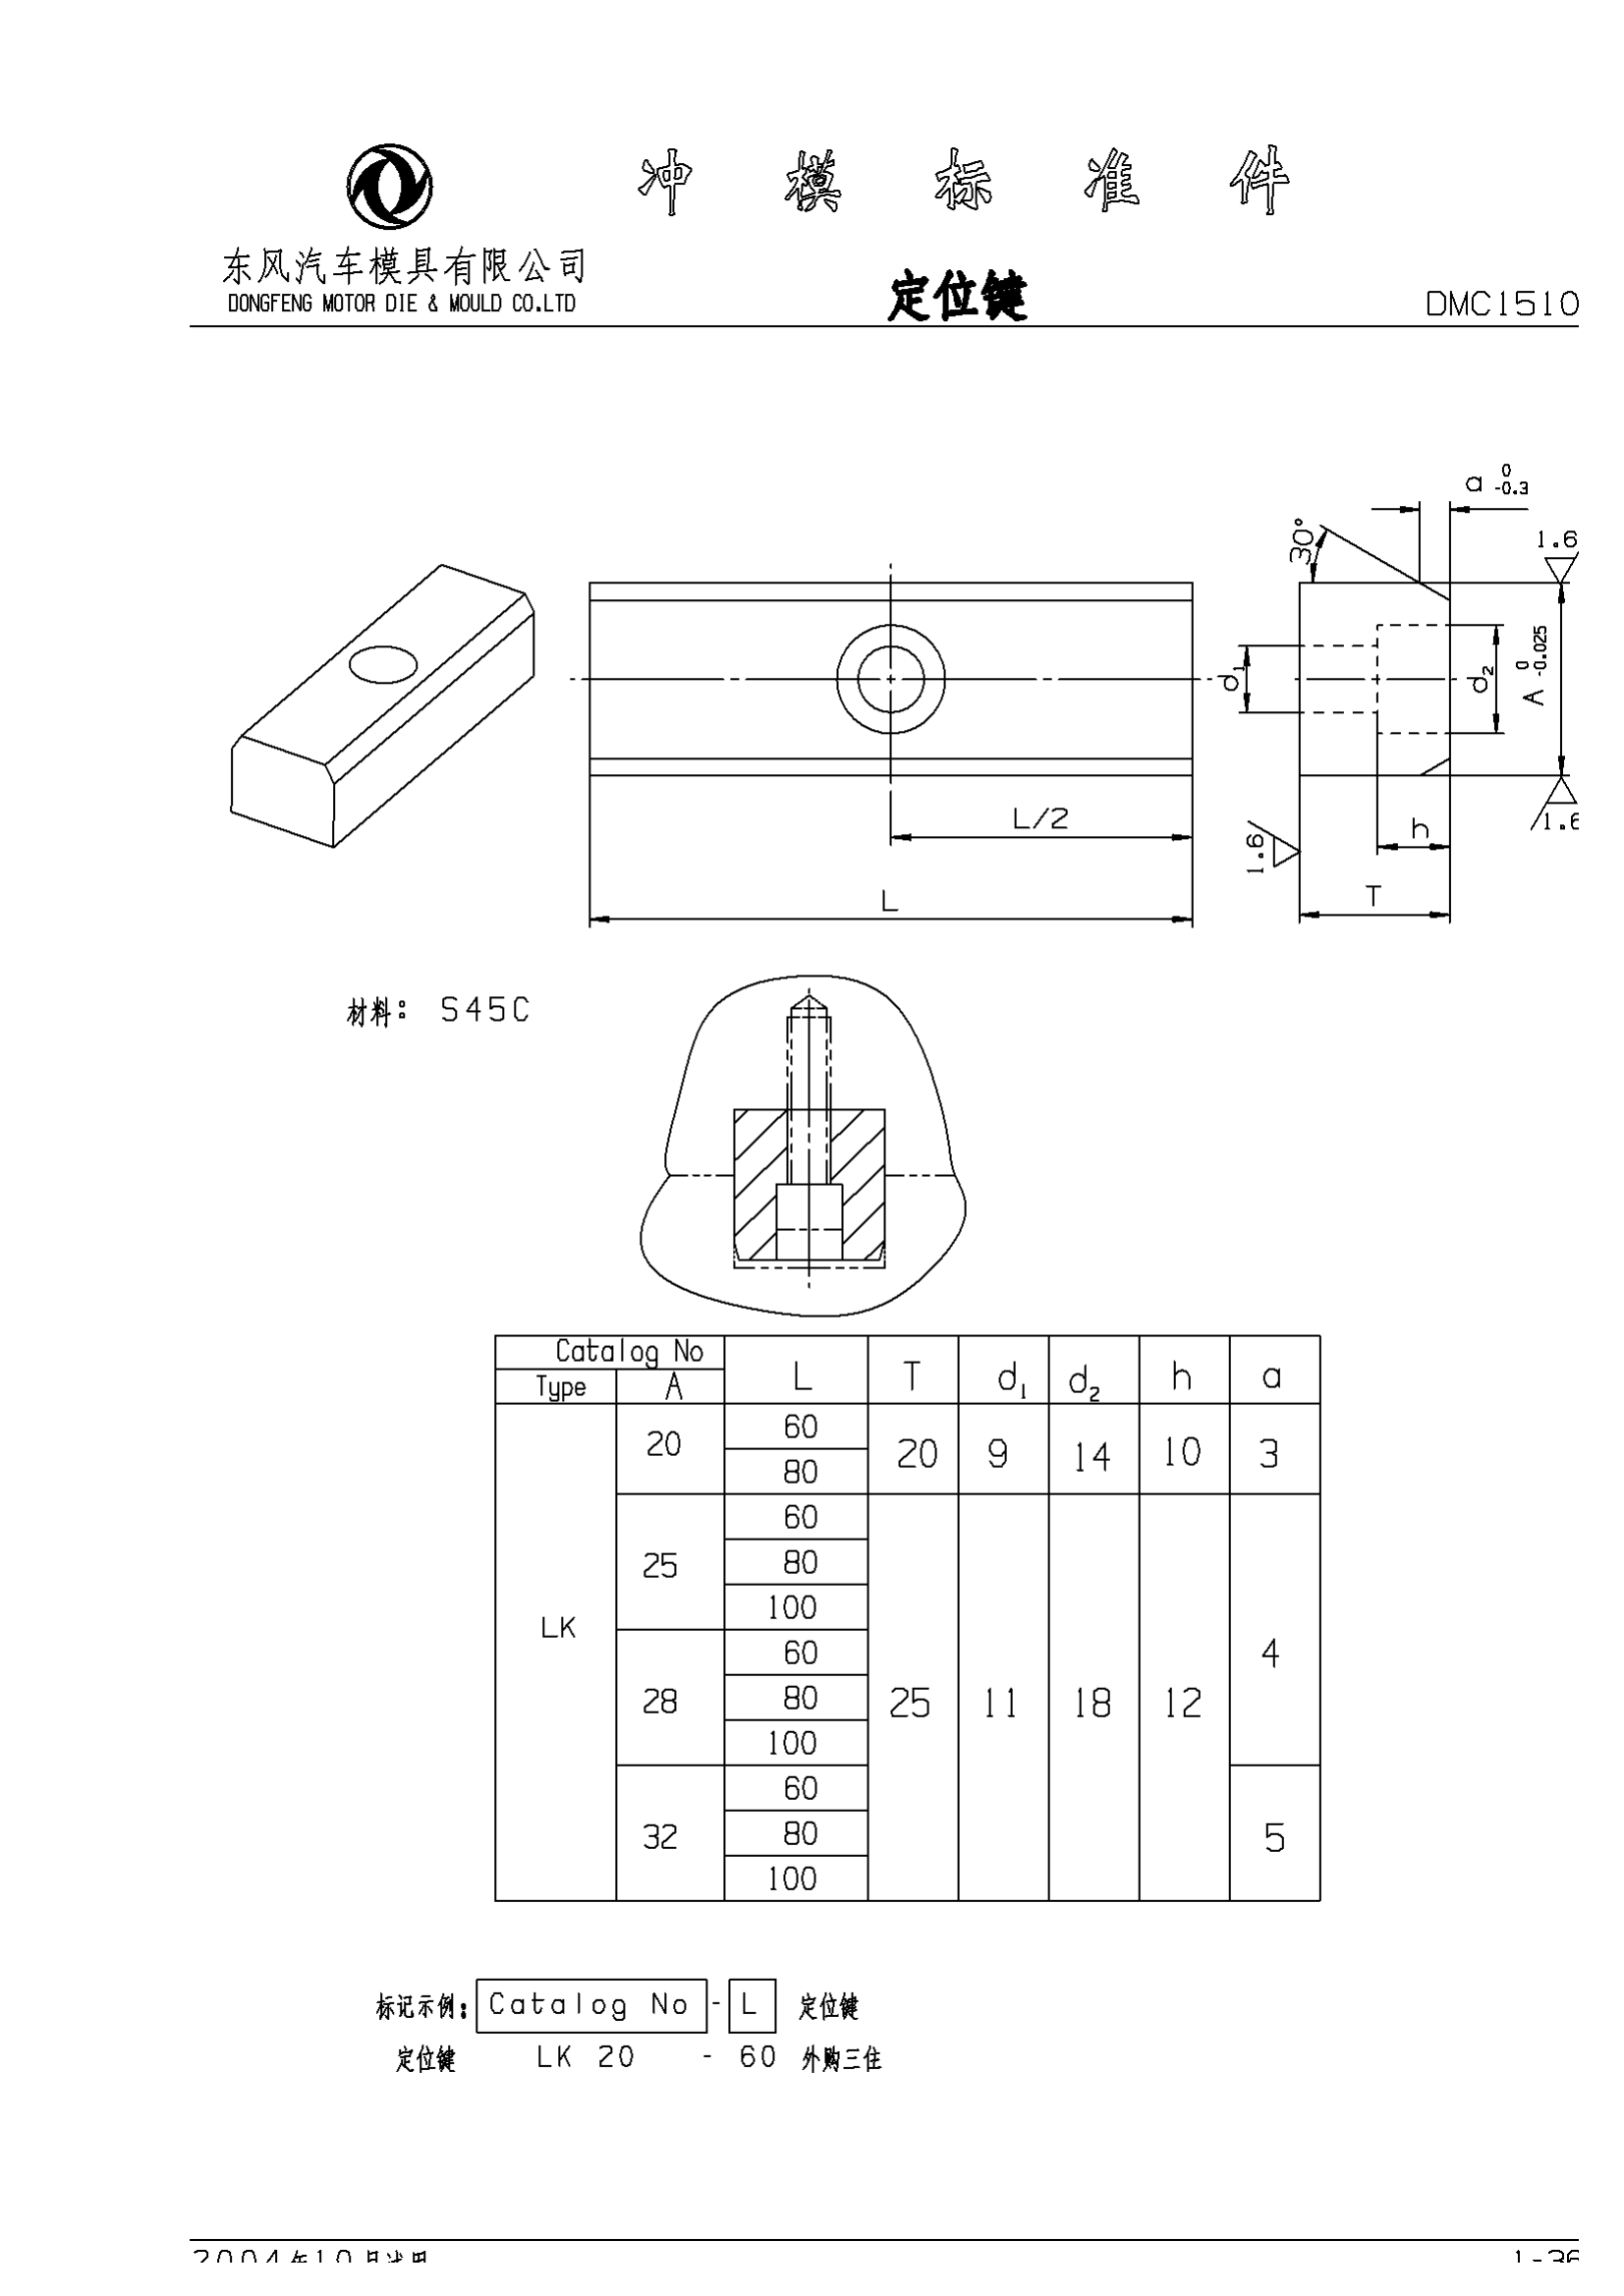 冲模标准件
东风汽车模具有限公司
DONGFENG MOTOR DIE & MOULD CO.LTD
定位键
DMC1510
a 0 -0.3
30°
1.6
d1
d2
A 0 -0.025
L/2
h
1.6
1.6
L
T
材料: S45C
Catalog No L T d1 d2 h a
Type A
LK
20 60 20 9 14 10 3
80
25 60 25 11 18 12 4
80
100
28 60
80
100
32 60 5
80
100
标记示例: Catalog No - L 定位键
定位键 LK 20 - 60 外购三住
2004年10月
1-36